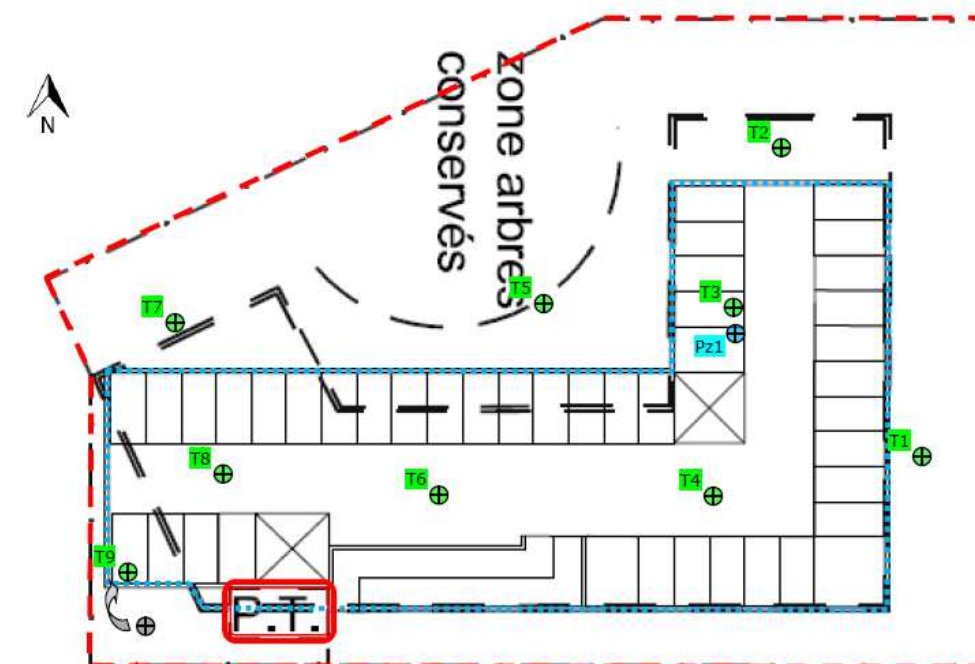 N
zone arbres
conservés
T2
T5
T3
T7
Pz1
T1
T8
T6
T4
T9
P.T.